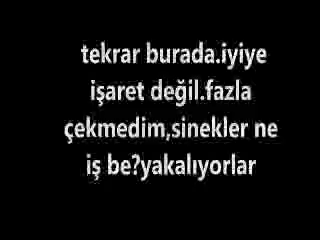 tekrar burada.iyiye
işaret değil.fazla
çekmedim,sinekler ne
iş be?yakalıyorlar